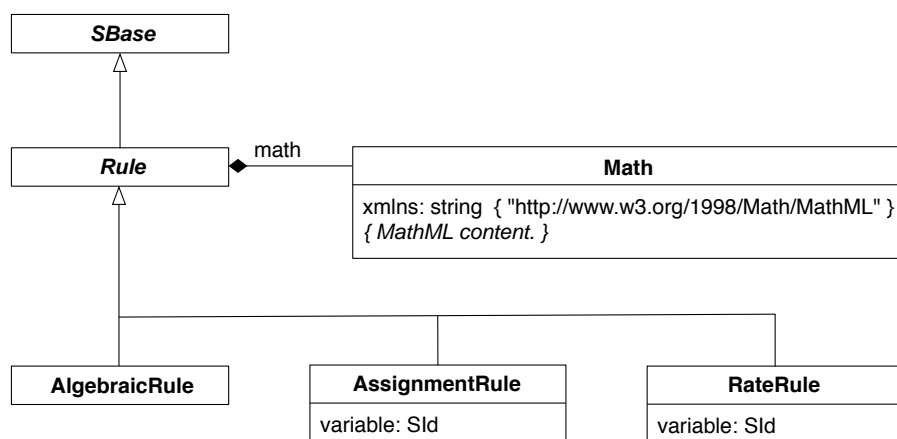 SBase
Rule
math
Math
xmlns: string { "http://www.w3.org/1998/Math/MathML" }
{ MathML content. }
AlgebraicRule
AssignmentRule
variable: SId
RateRule
variable: SId